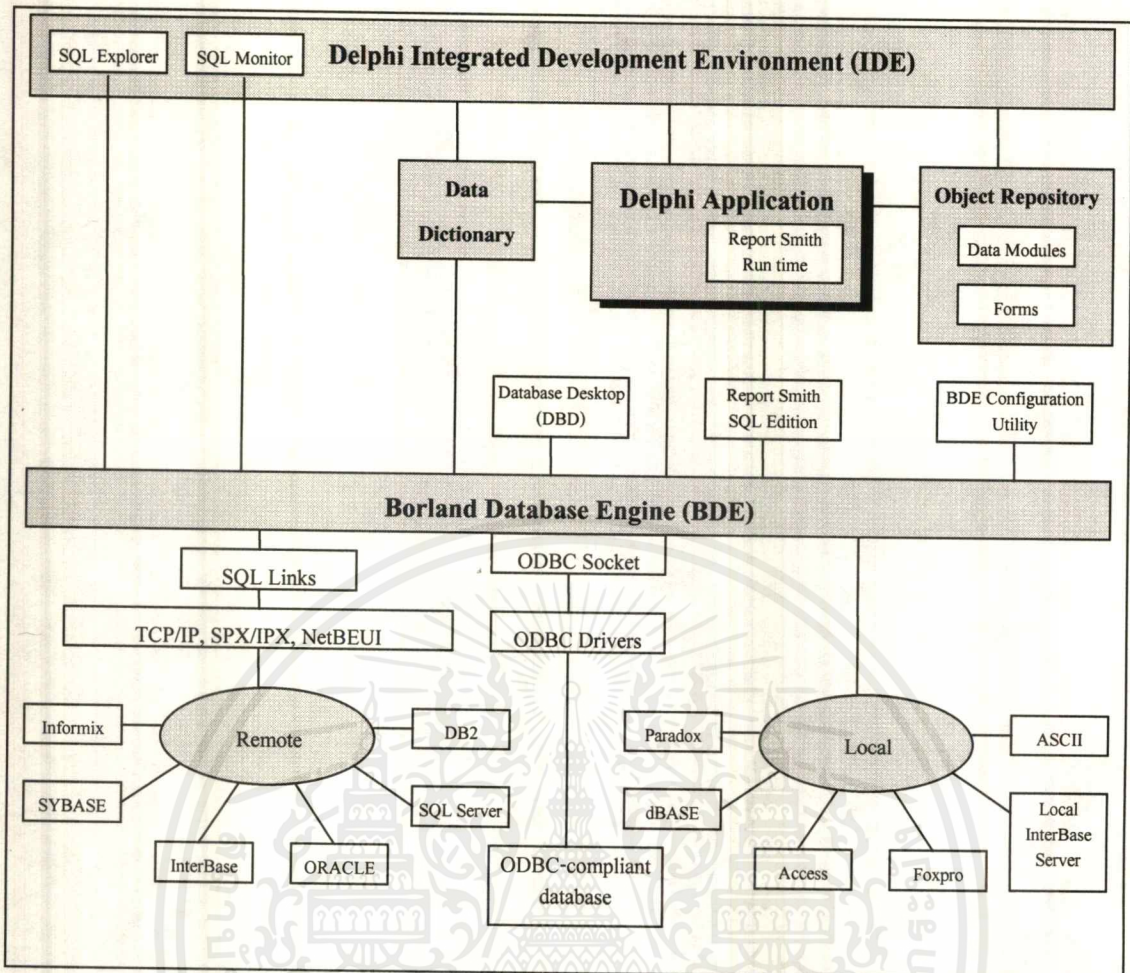 SQL Explorer
SQL Monitor
Delphi Integrated Development Environment (IDE)
Data
Dictionary
Delphi Application
Report Smith
Run time
Object Repository
Data Modules
Forms
Database Desktop
(DBD)
Report Smith
SQL Edition
BDE Configuration
Utility
Borland Database Engine (BDE)
SQL Links
ODBC Socket
TCP/IP, SPX/IPX, NetBEUI
ODBC Drivers
Informix
Remote
DB2
Paradox
Local
ASCII
SYBASE
SQL Server
dBASE
Local
InterBase
Server
InterBase
ORACLE
ODBC-compliant
database
Access
Foxpro